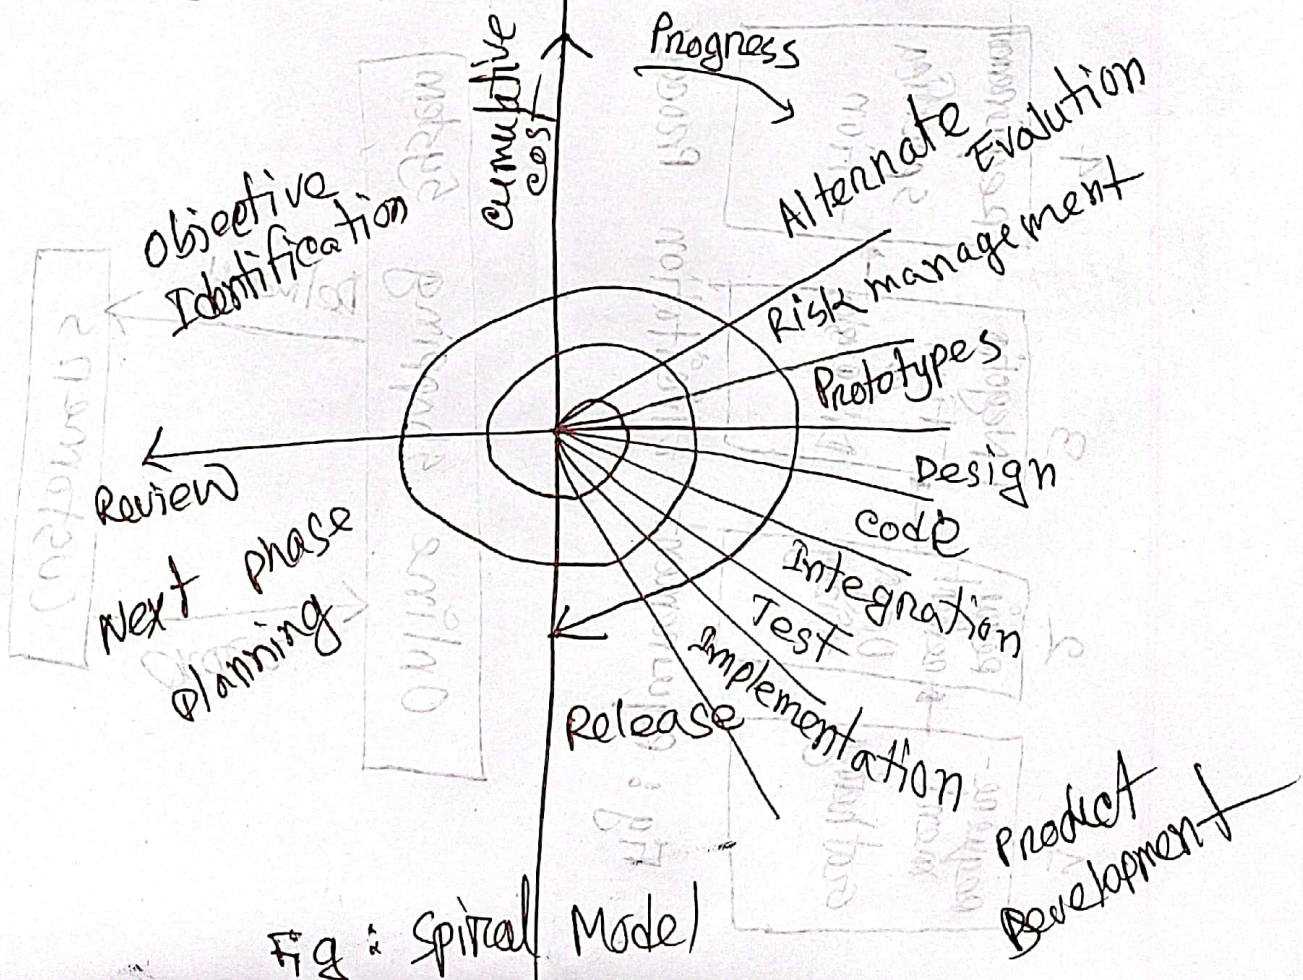 Progress
Cumulative
cost
Alternate
Evalution
Objective
Identification
Risk management
Prototypes
Review
Design
Code
Next phase
planning
Integration
Test
Implementation
Release
Product
Development
Fig: Spiral Model